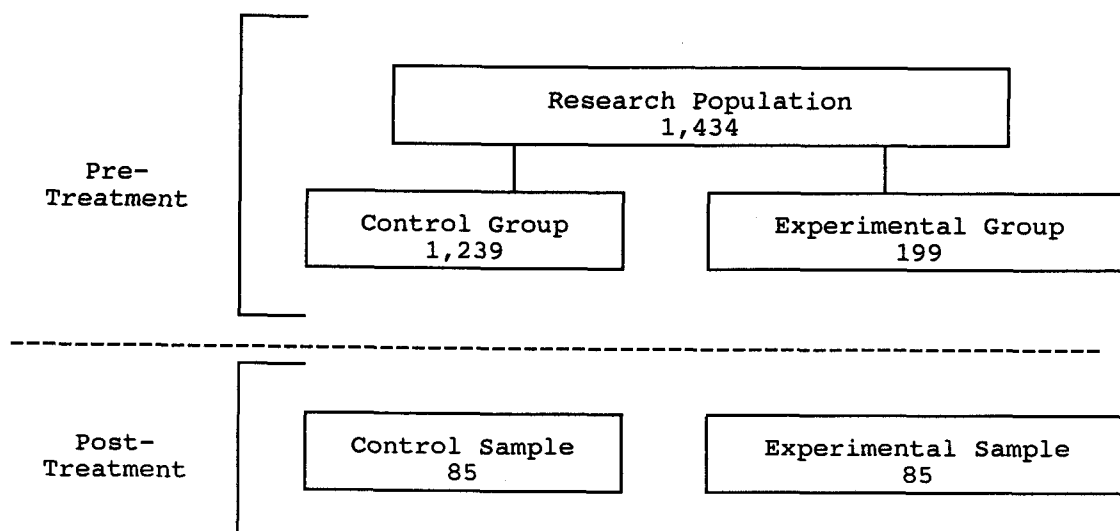 Research Population
1,434
Pre-
Treatment
Control Group
1,239
Experimental Group
199
Post-
Treatment
Control Sample
85
Experimental Sample
85